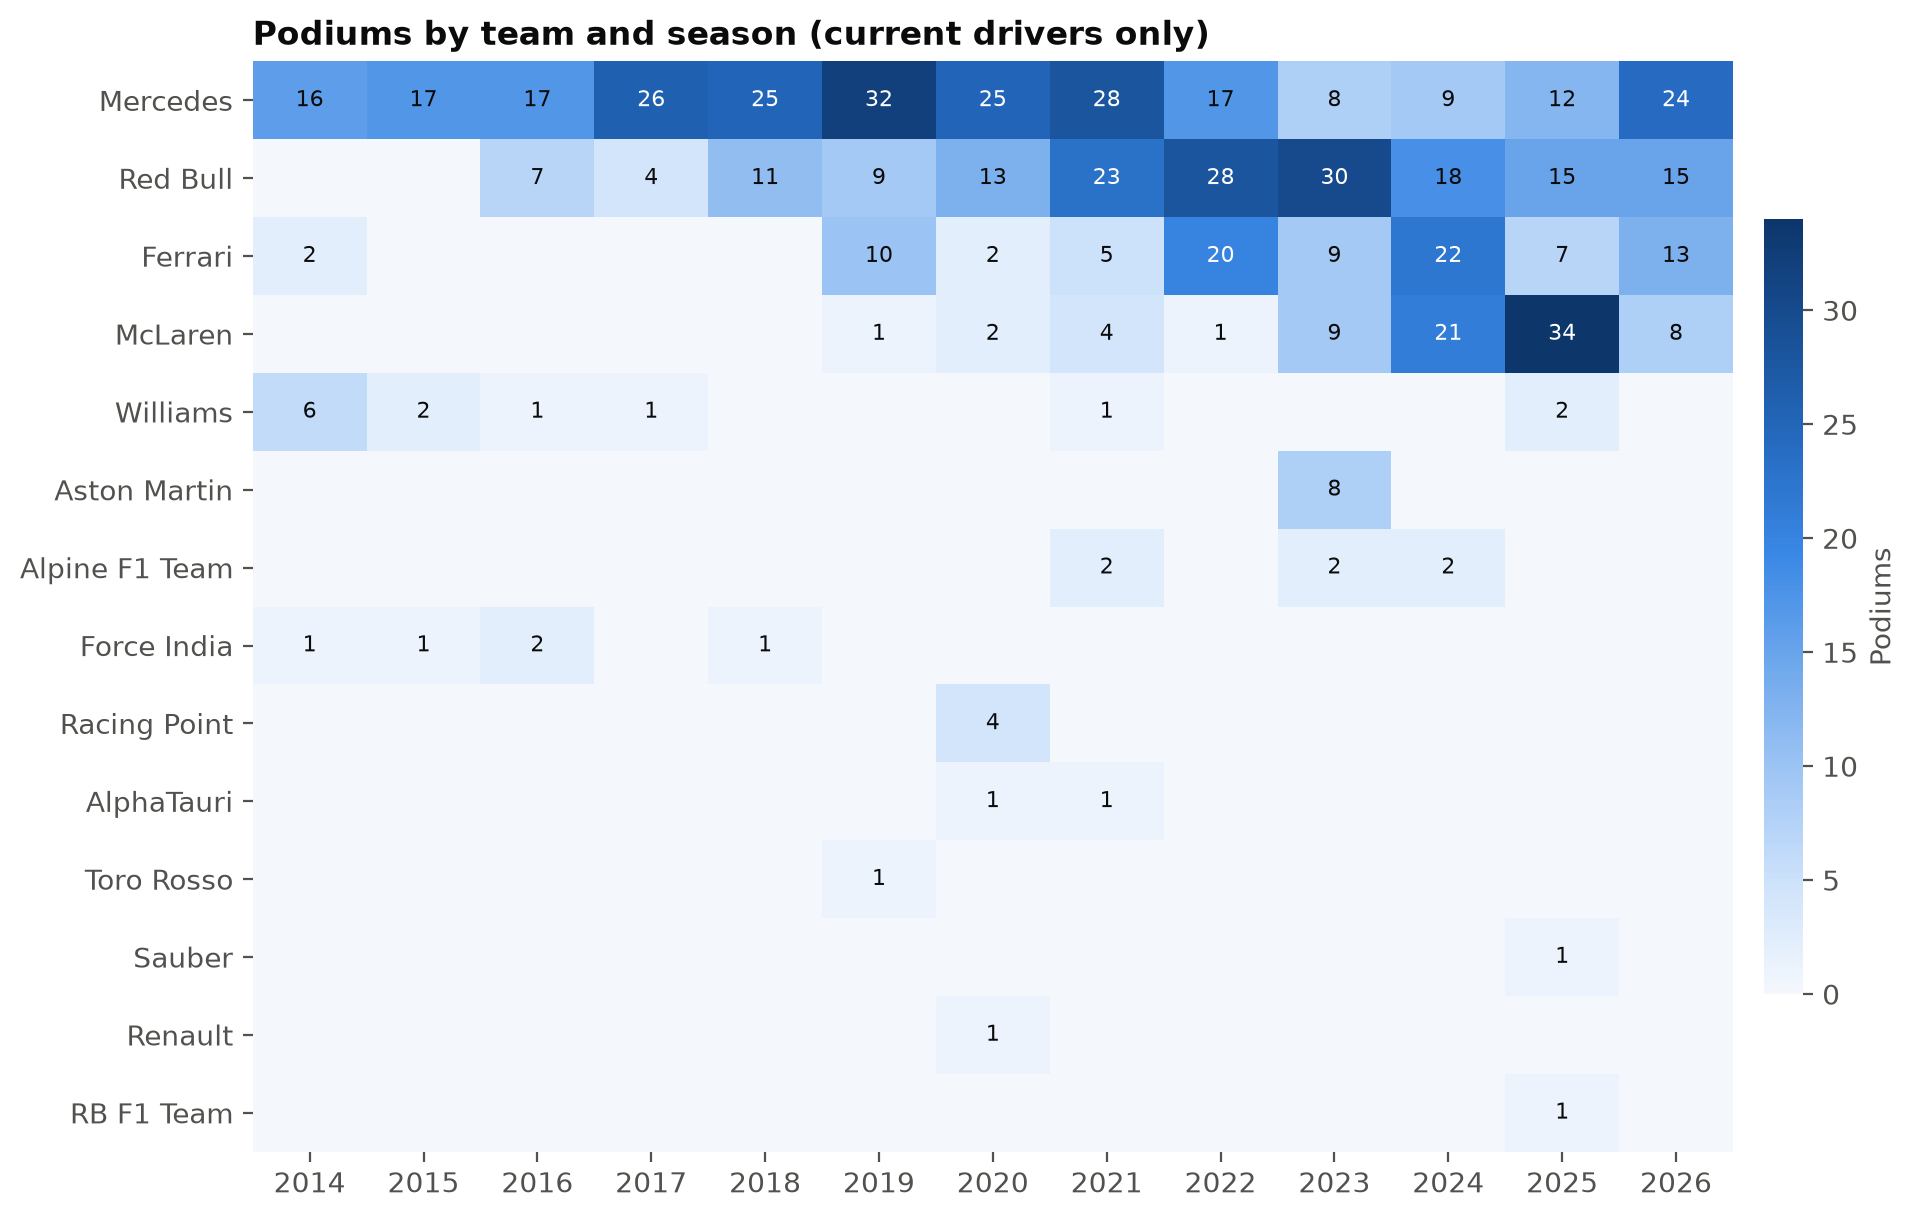 Podiums by team and season (current drivers only)
Mercedes 16 17 17 26 25 32 25 28 17 8 9 12 24
Red Bull 7 4 11 9 13 23 28 30 18 15 15
Ferrari 2 10 2 5 20 9 22 7 13
McLaren 1 2 4 1 9 21 34 8
Williams 6 2 1 1 1 2
Aston Martin 8
Alpine F1 Team 2 2 2
Force India 1 1 2 1
Racing Point 4
AlphaTauri 1 1
Toro Rosso 1
Sauber 1
Renault 1
RB F1 Team 1
2014 2015 2016 2017 2018 2019 2020 2021 2022 2023 2024 2025 2026
30
25
20
15
10
5
0
Podiums